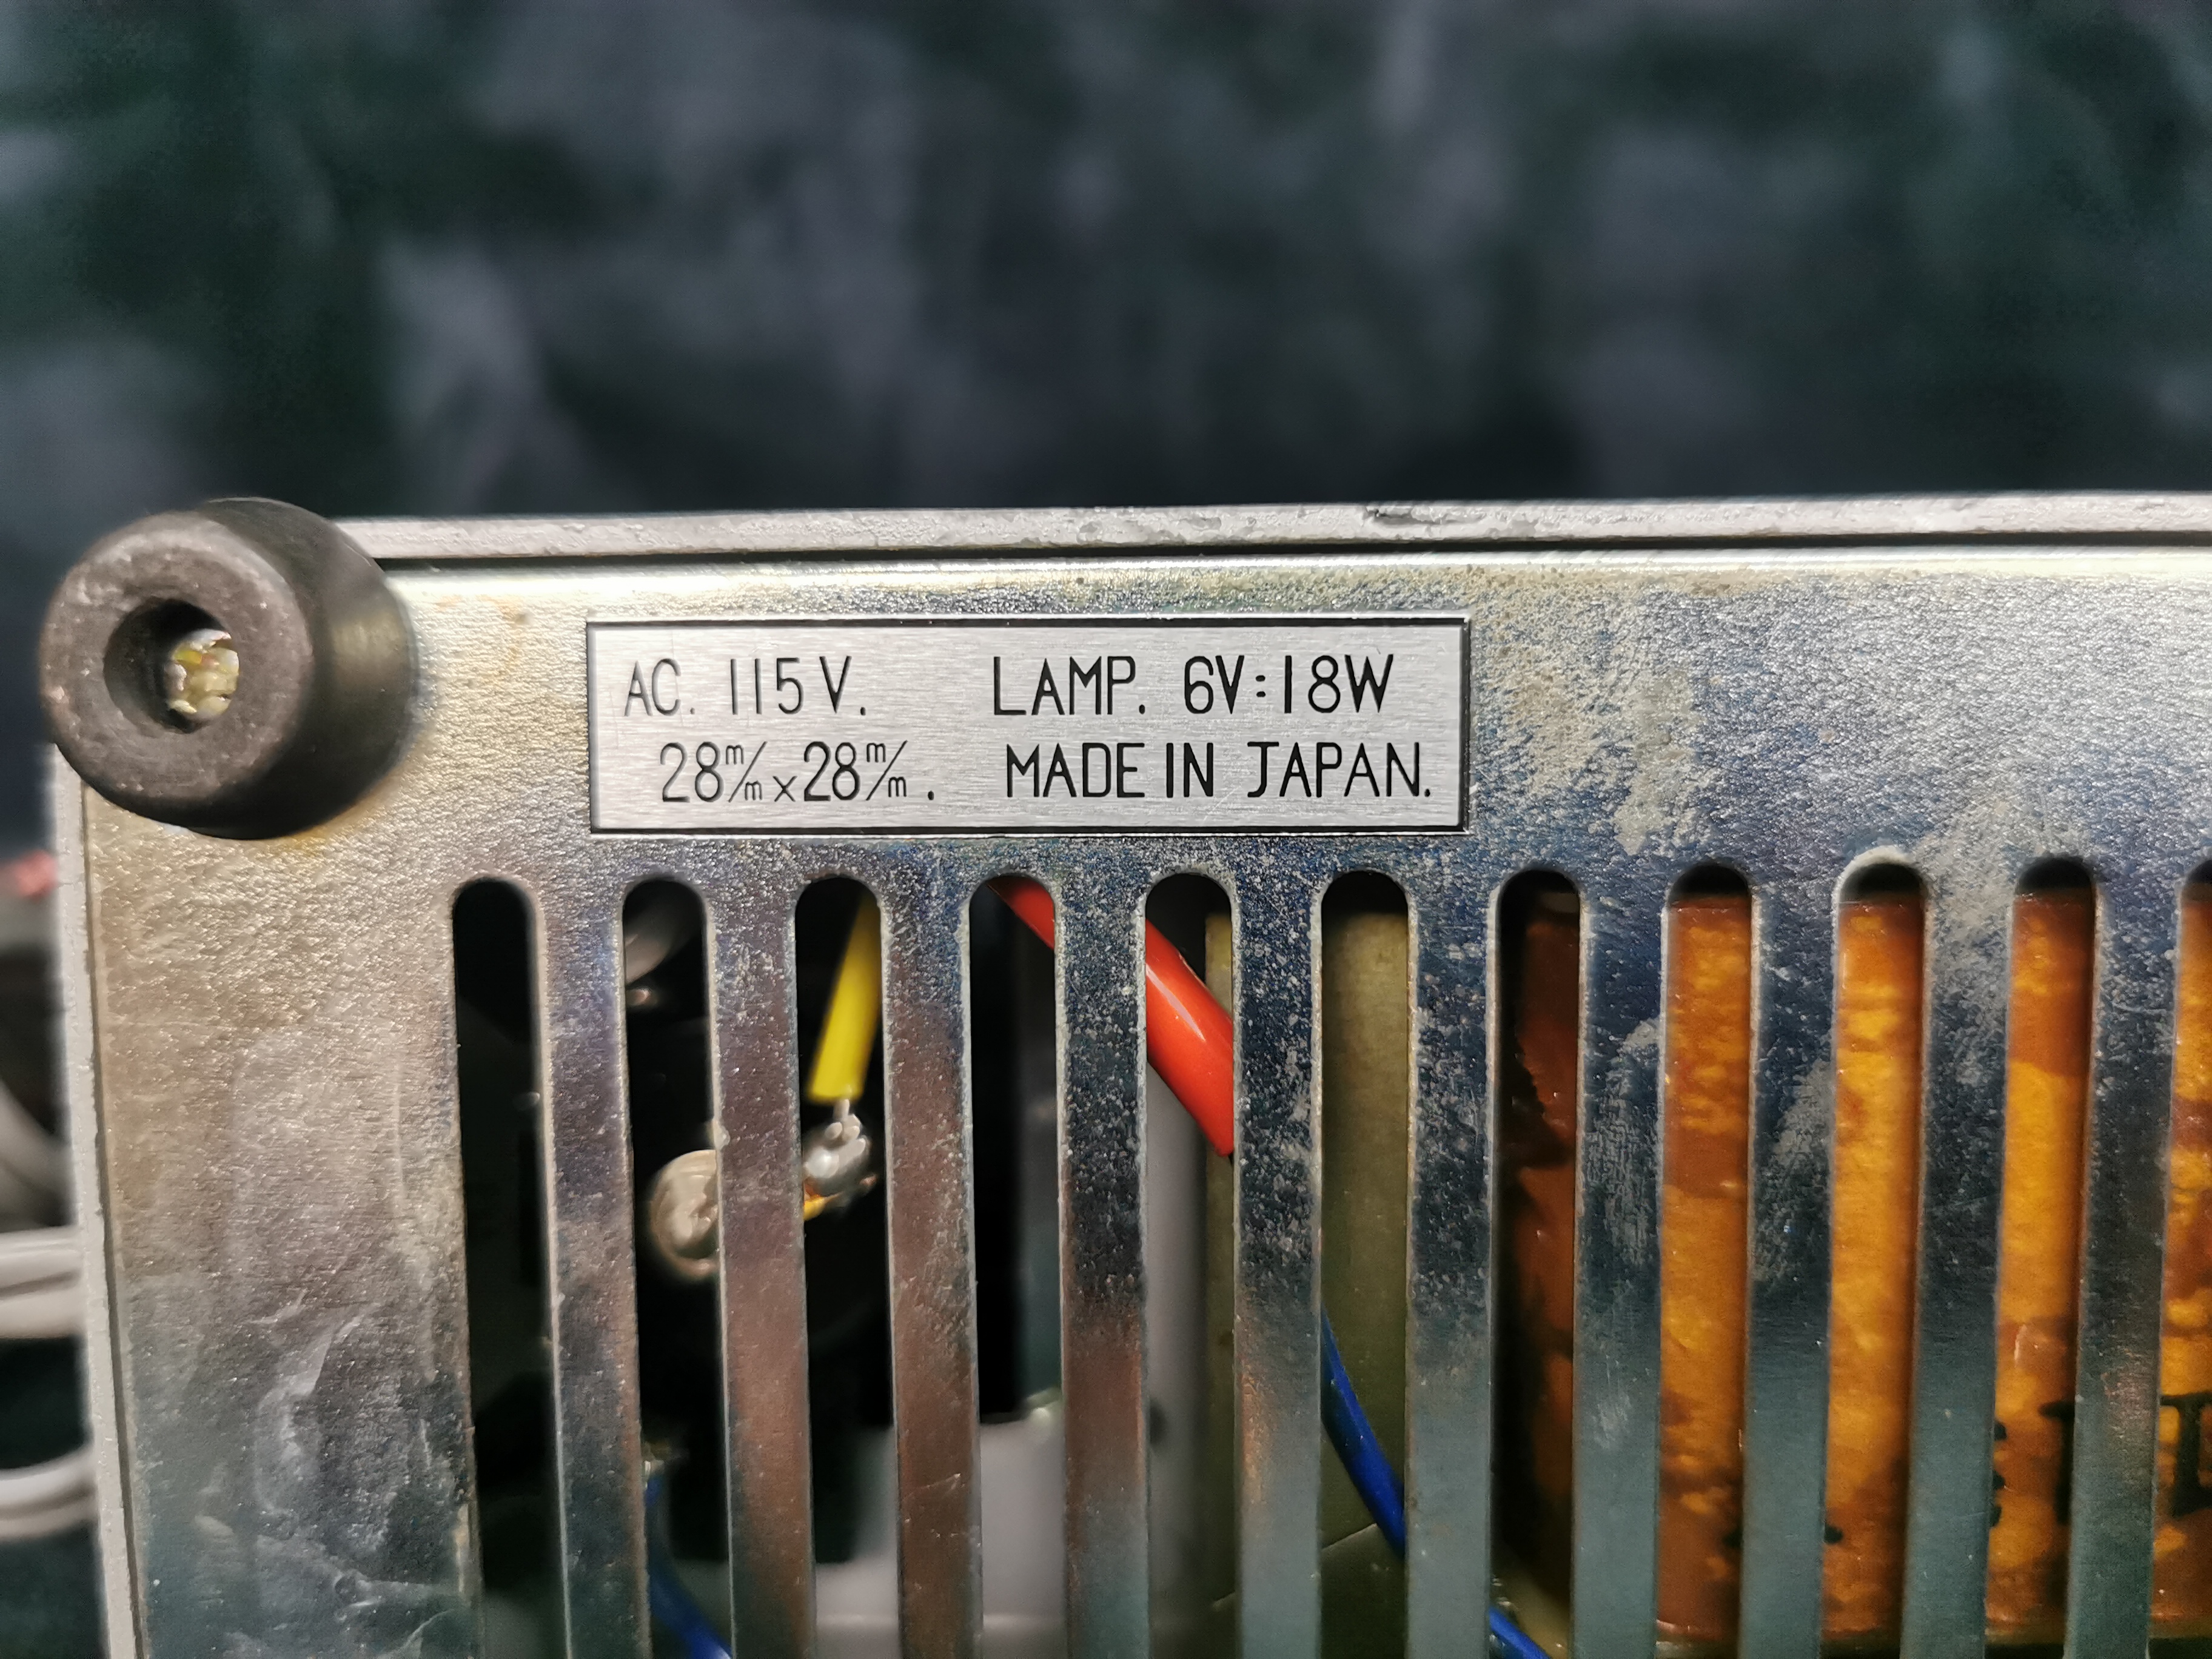 AC. 115V. LAMP. 6V:18W
28m/m x 28m/m. MADE IN JAPAN.